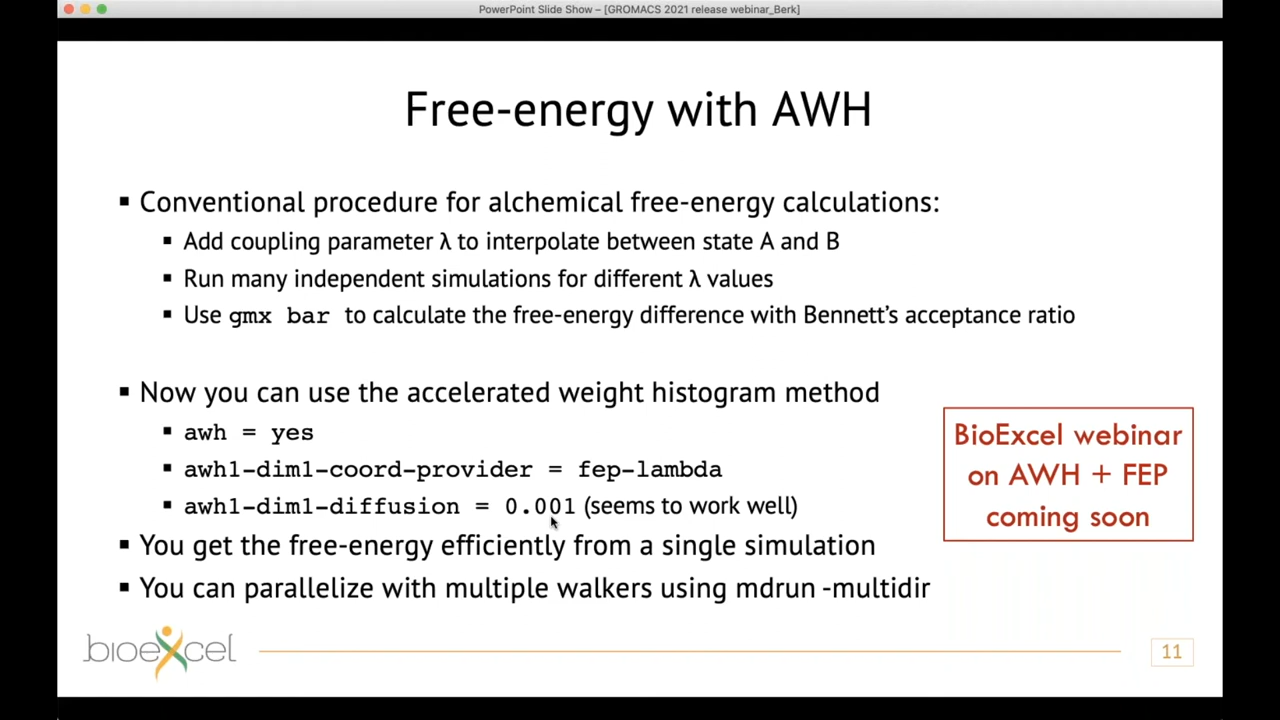 PowerPoint Slide Show – [GROMACS 2021 release webinar_Berk]
Free-energy with AWH
▪ Conventional procedure for alchemical free-energy calculations:
▪ Add coupling parameter λ to interpolate between state A and B
▪ Run many independent simulations for different λ values
▪ Use gmx bar to calculate the free-energy difference with Bennett’s acceptance ratio
▪ Now you can use the accelerated weight histogram method
▪ awh = yes
▪ awh1-dim1-coord-provider = fep-lambda
▪ awh1-dim1-diffusion = 0.001 (seems to work well)
▪ You get the free-energy efficiently from a single simulation
▪ You can parallelize with multiple walkers using mdrun -multidir
BioExcel webinar
on AWH + FEP
coming soon
bioexcel
11